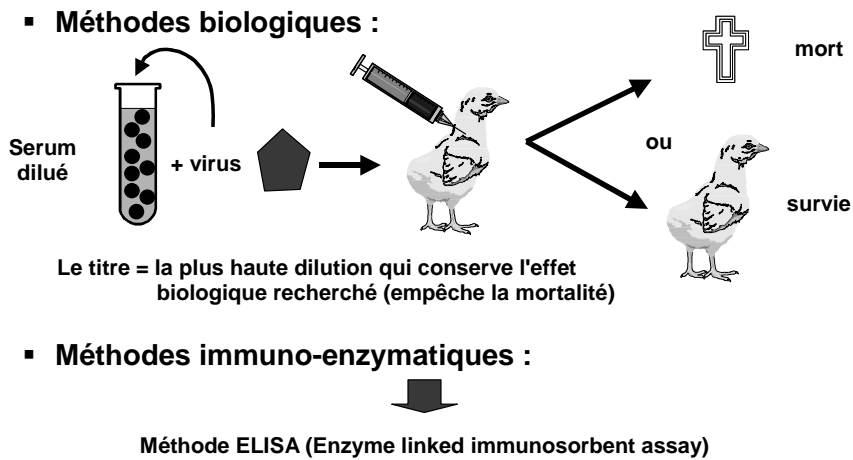 ▪ Méthodes biologiques :
mort
Serum
dilué
+ virus
ou
survie
Le titre = la plus haute dilution qui conserve l'effet
biologique recherché (empêche la mortalité)
▪ Méthodes immuno-enzymatiques :
Méthode ELISA (Enzyme linked immunosorbent assay)